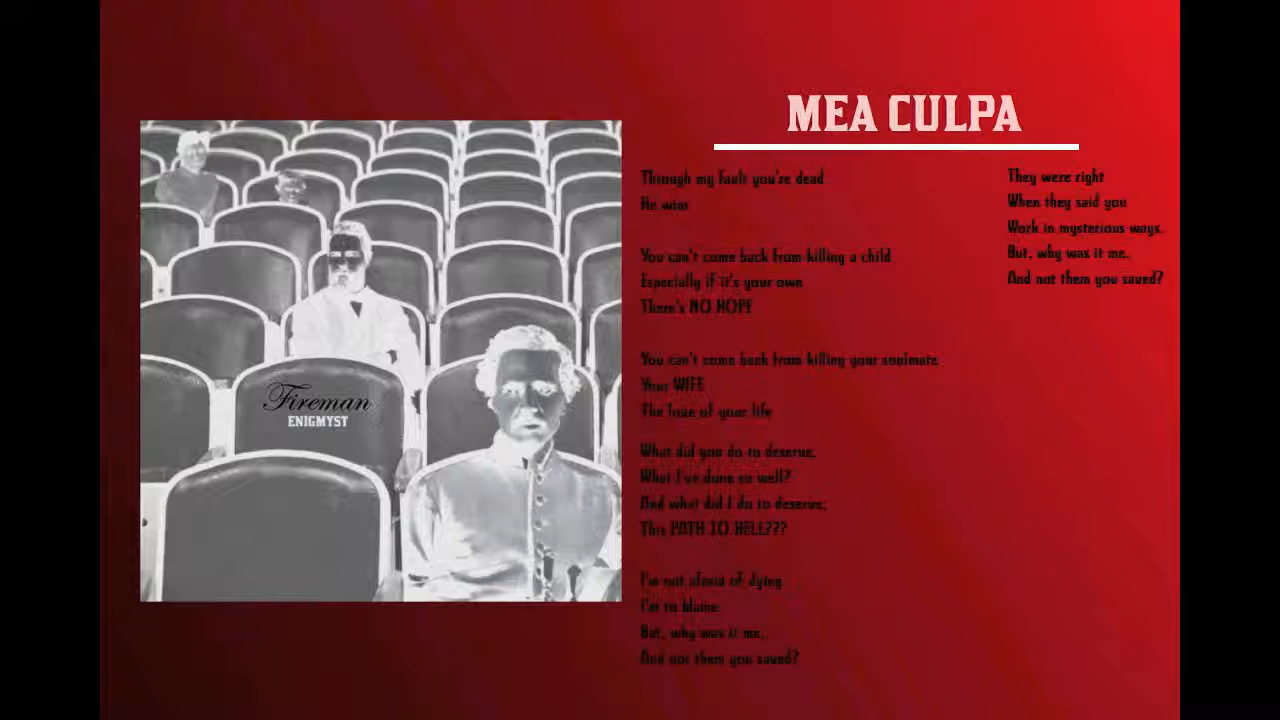 MEA CULPA
Fireman
ENIGMYST
Through my fault you're dead
He wins
You can't come back from killing a child
Especially if it's your own
There's NO HOPE
You can't come back from killing your soulmate
Your WIFE
The love of your life
What did you do to deserve,
What I've done so well?
And what did I do to deserve,
This PATH TO HELL???
I'm not afraid of dying
I'm to blame
But, why was it me,
And not them you saved?
They were right
When they said you
Work in mysterious ways.
But, why was it me,
And not them you saved?